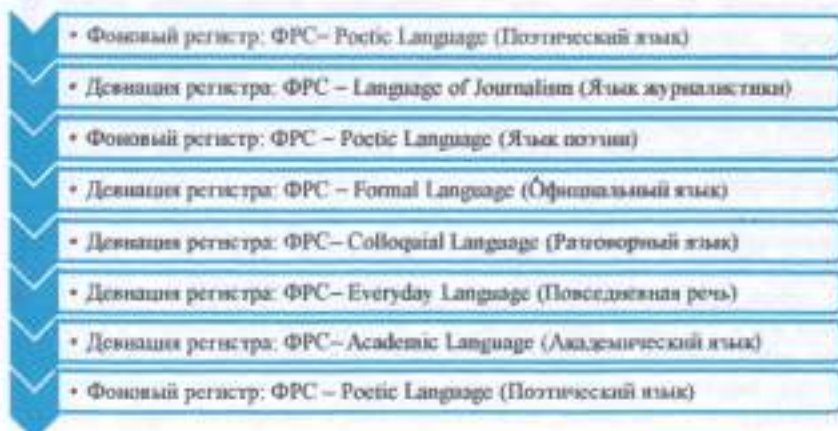 • Фоновый регистр: ФРС– Poetic Language (Поэтический язык)
• Девиация регистра: ФРС – Language of Journalism (Язык журналистики)
• Фоновый регистр: ФРС – Poetic Language (Язык поэзии)
• Девиация регистра: ФРС – Formal Language (Официальный язык)
• Девиация регистра: ФРС– Colloquial Language (Разговорный язык)
• Девиация регистра: ФРС– Everyday Language (Повседневная речь)
• Девиация регистра: ФРС– Academic Language (Академический язык)
• Фоновый регистр: ФРС – Poetic Language (Поэтический язык)